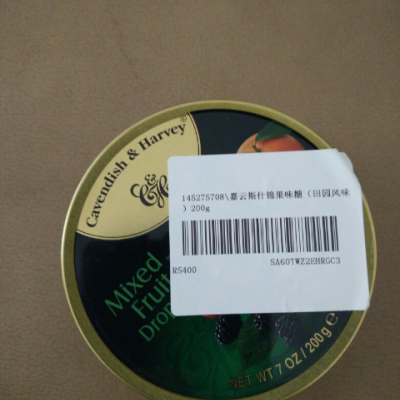 Cavendish & Harvey®
C&H
145275708\嘉云斯什锦果味糖（田园风味
）200g
R5400
SA60TWZ2EHRGC3
Mixed
Fruit
Dro
NET WT 7 OZ/200g e